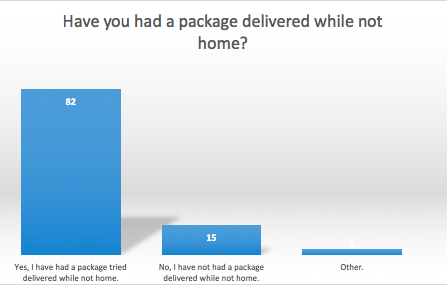 Have you had a package delivered while not
home?
82
15
Yes, I have had a package tried
delivered while not home.
No, I have not had a package
delivered while not home.
Other.